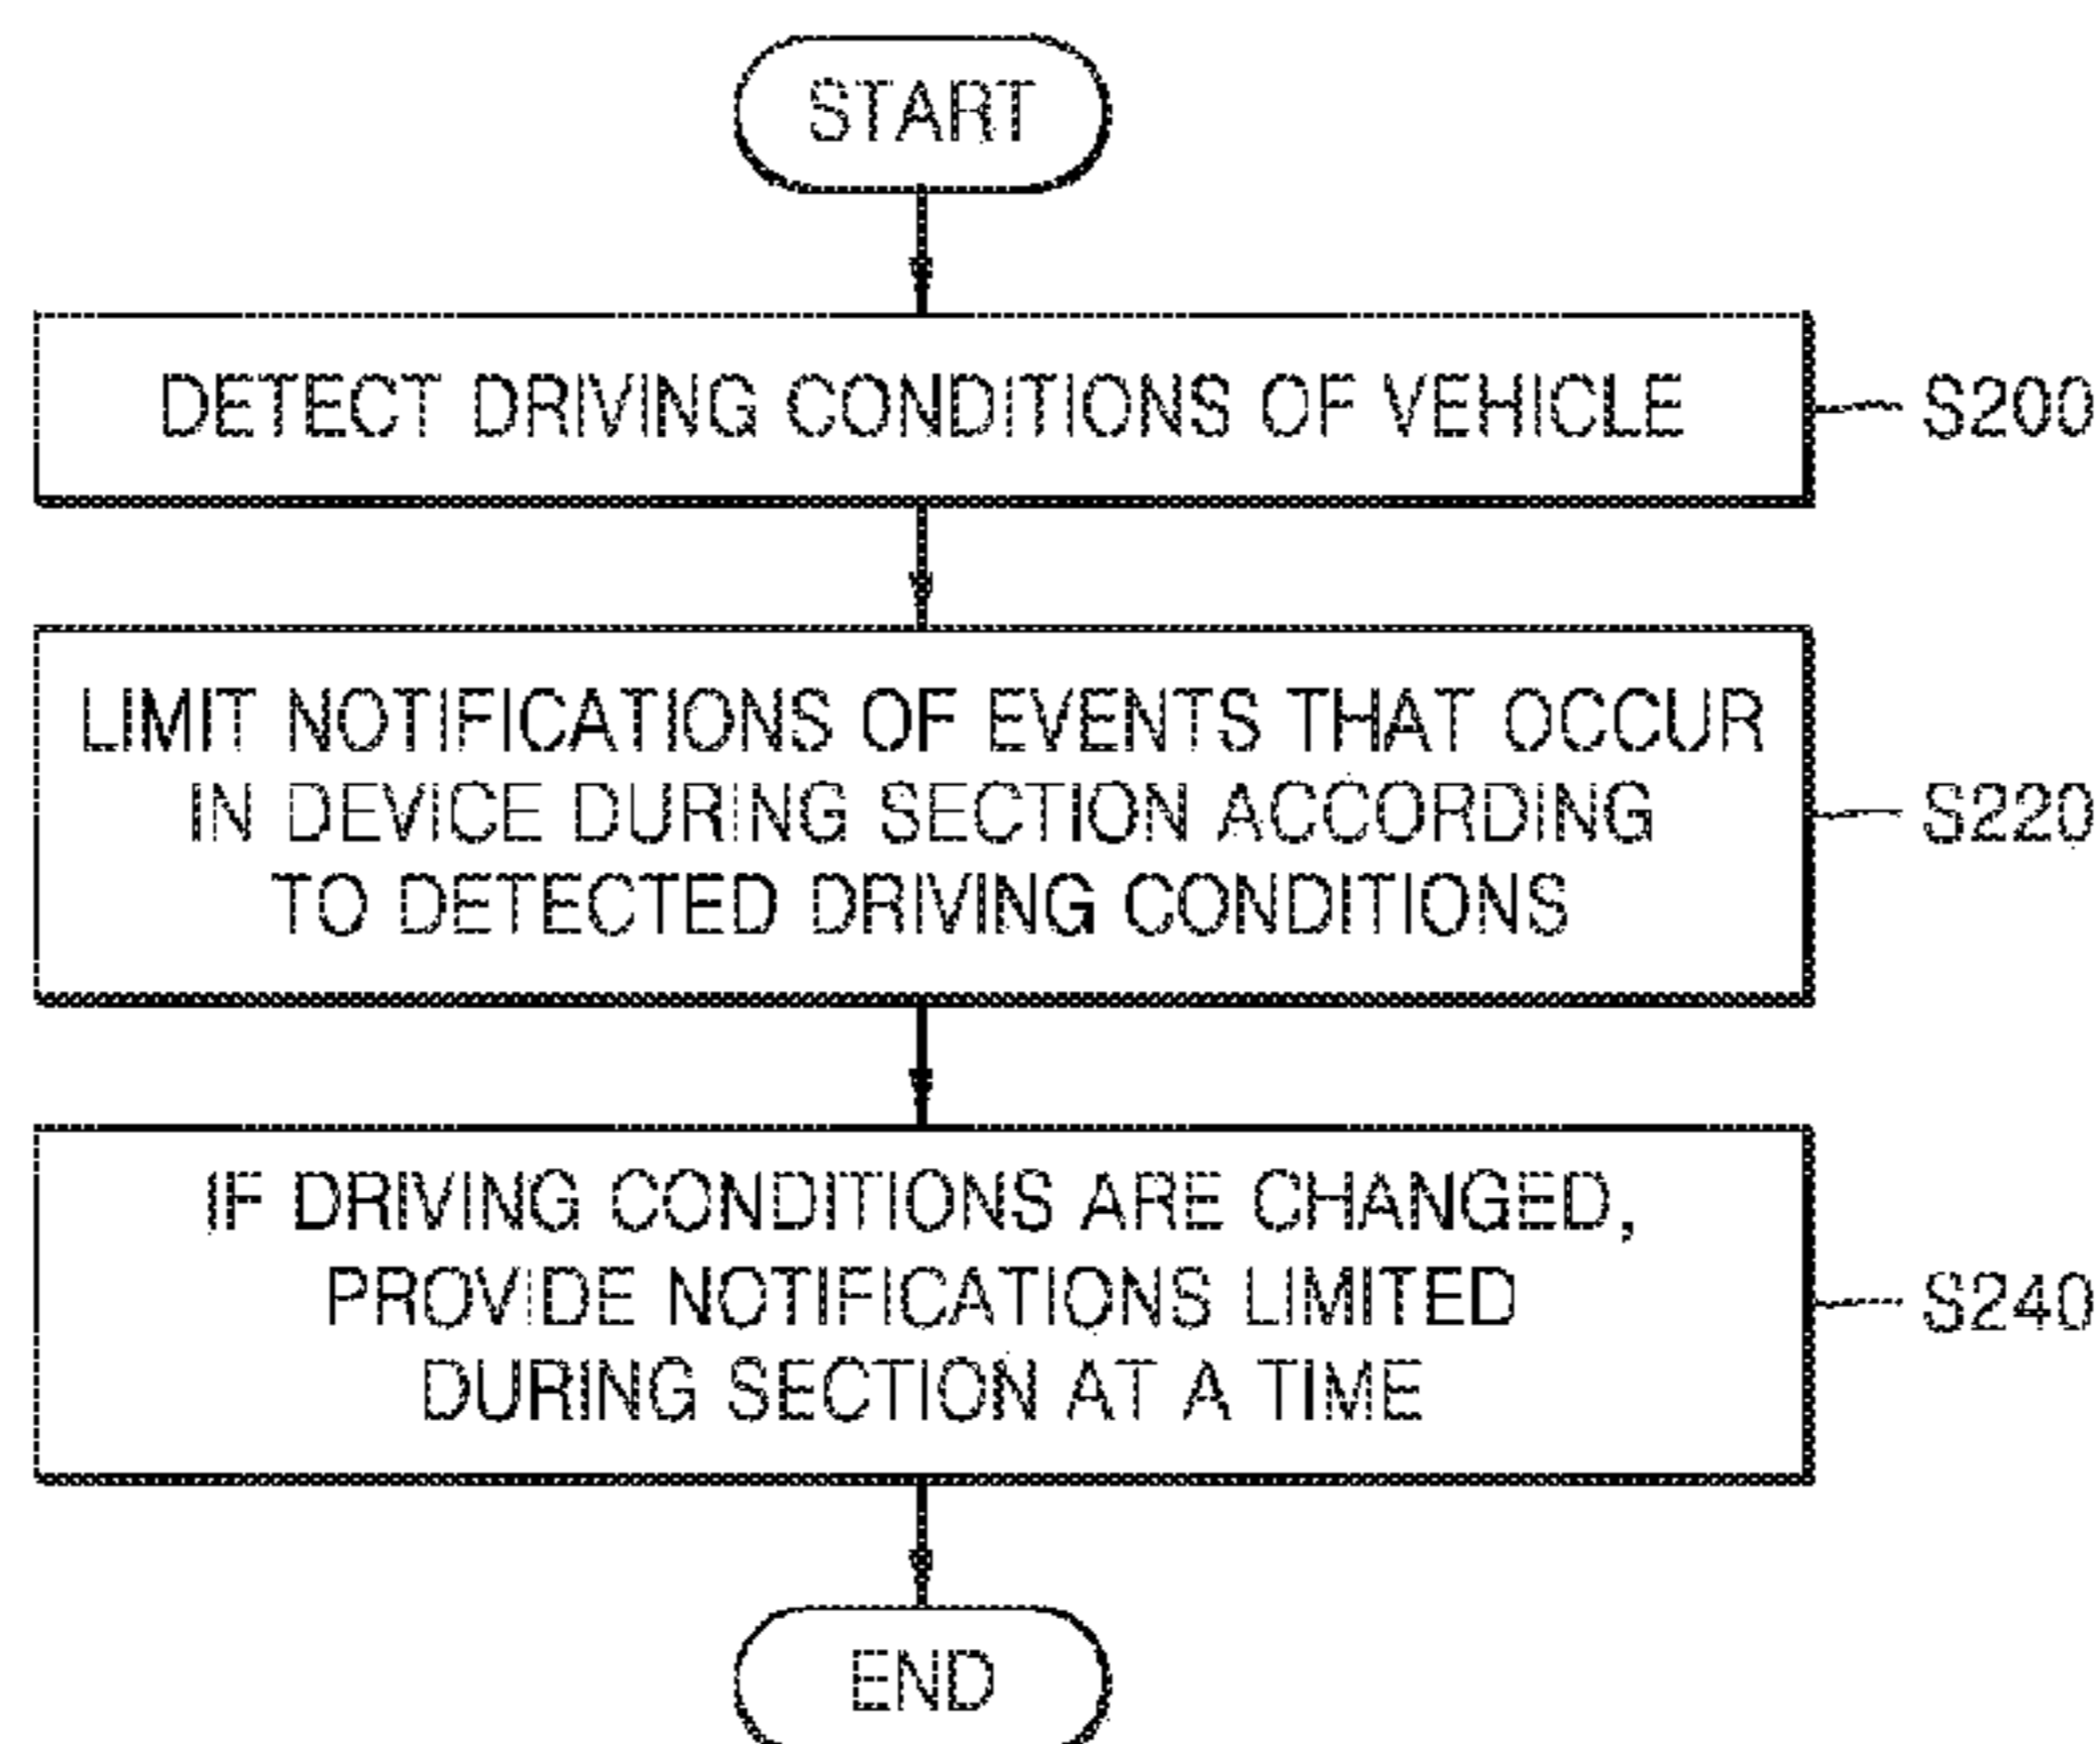 START
DETECT DRIVING CONDITIONS OF VEHICLE
S200
LIMIT NOTIFICATIONS OF EVENTS THAT OCCUR
IN DEVICE DURING SECTION ACCORDING
TO DETECTED DRIVING CONDITIONS
S220
IF DRIVING CONDITIONS ARE CHANGED,
PROVIDE NOTIFICATIONS LIMITED
DURING SECTION AT A TIME
S240
END